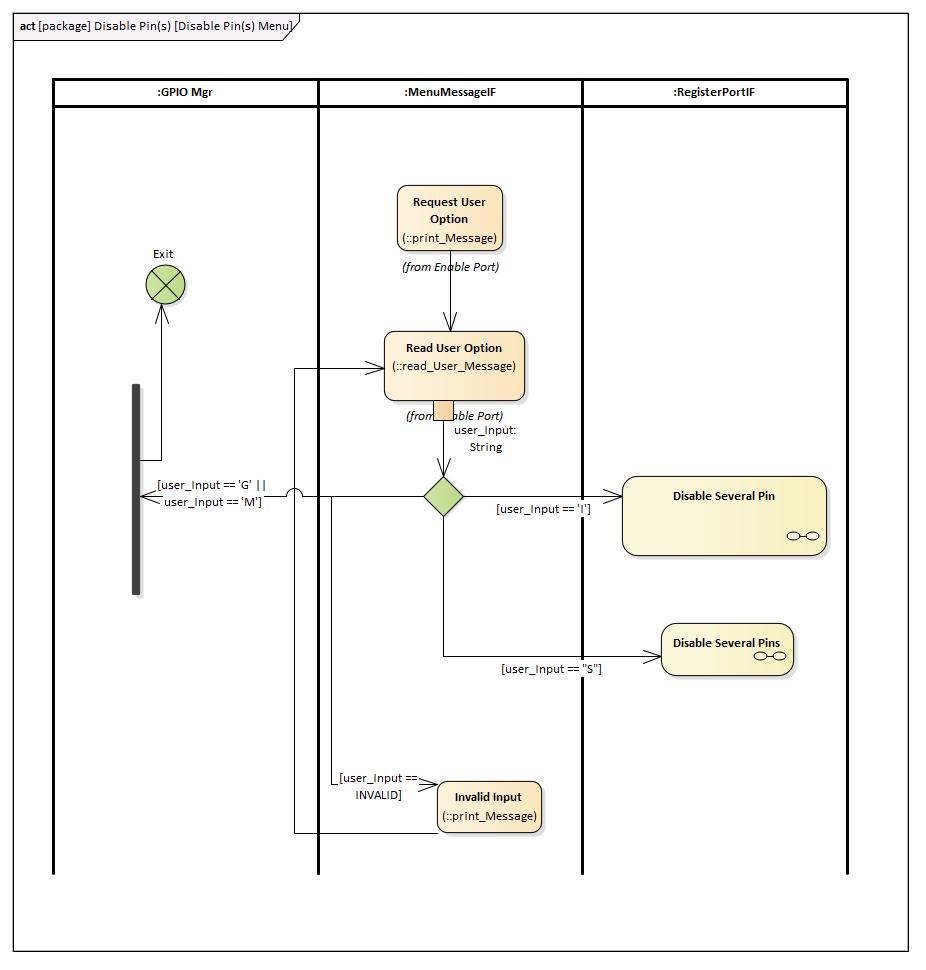 act [package] Disable Pin(s) [Disable Pin(s) Menu]
:GPIO Mgr
:MenuMessageIF
:RegisterPortIF
Request User
Option
(::print_Message)
(from Enable Port)
Exit
Read User Option
(::read_User_Message)
(from able Port)
user_Input:
String
[user_Input == 'G' ||
user_Input == 'M']
[user_Input == 'I']
Disable Several Pin
Disable Several Pins
[user_Input == "S"]
[user_Input ==
INVALID]
Invalid Input
(::print_Message)